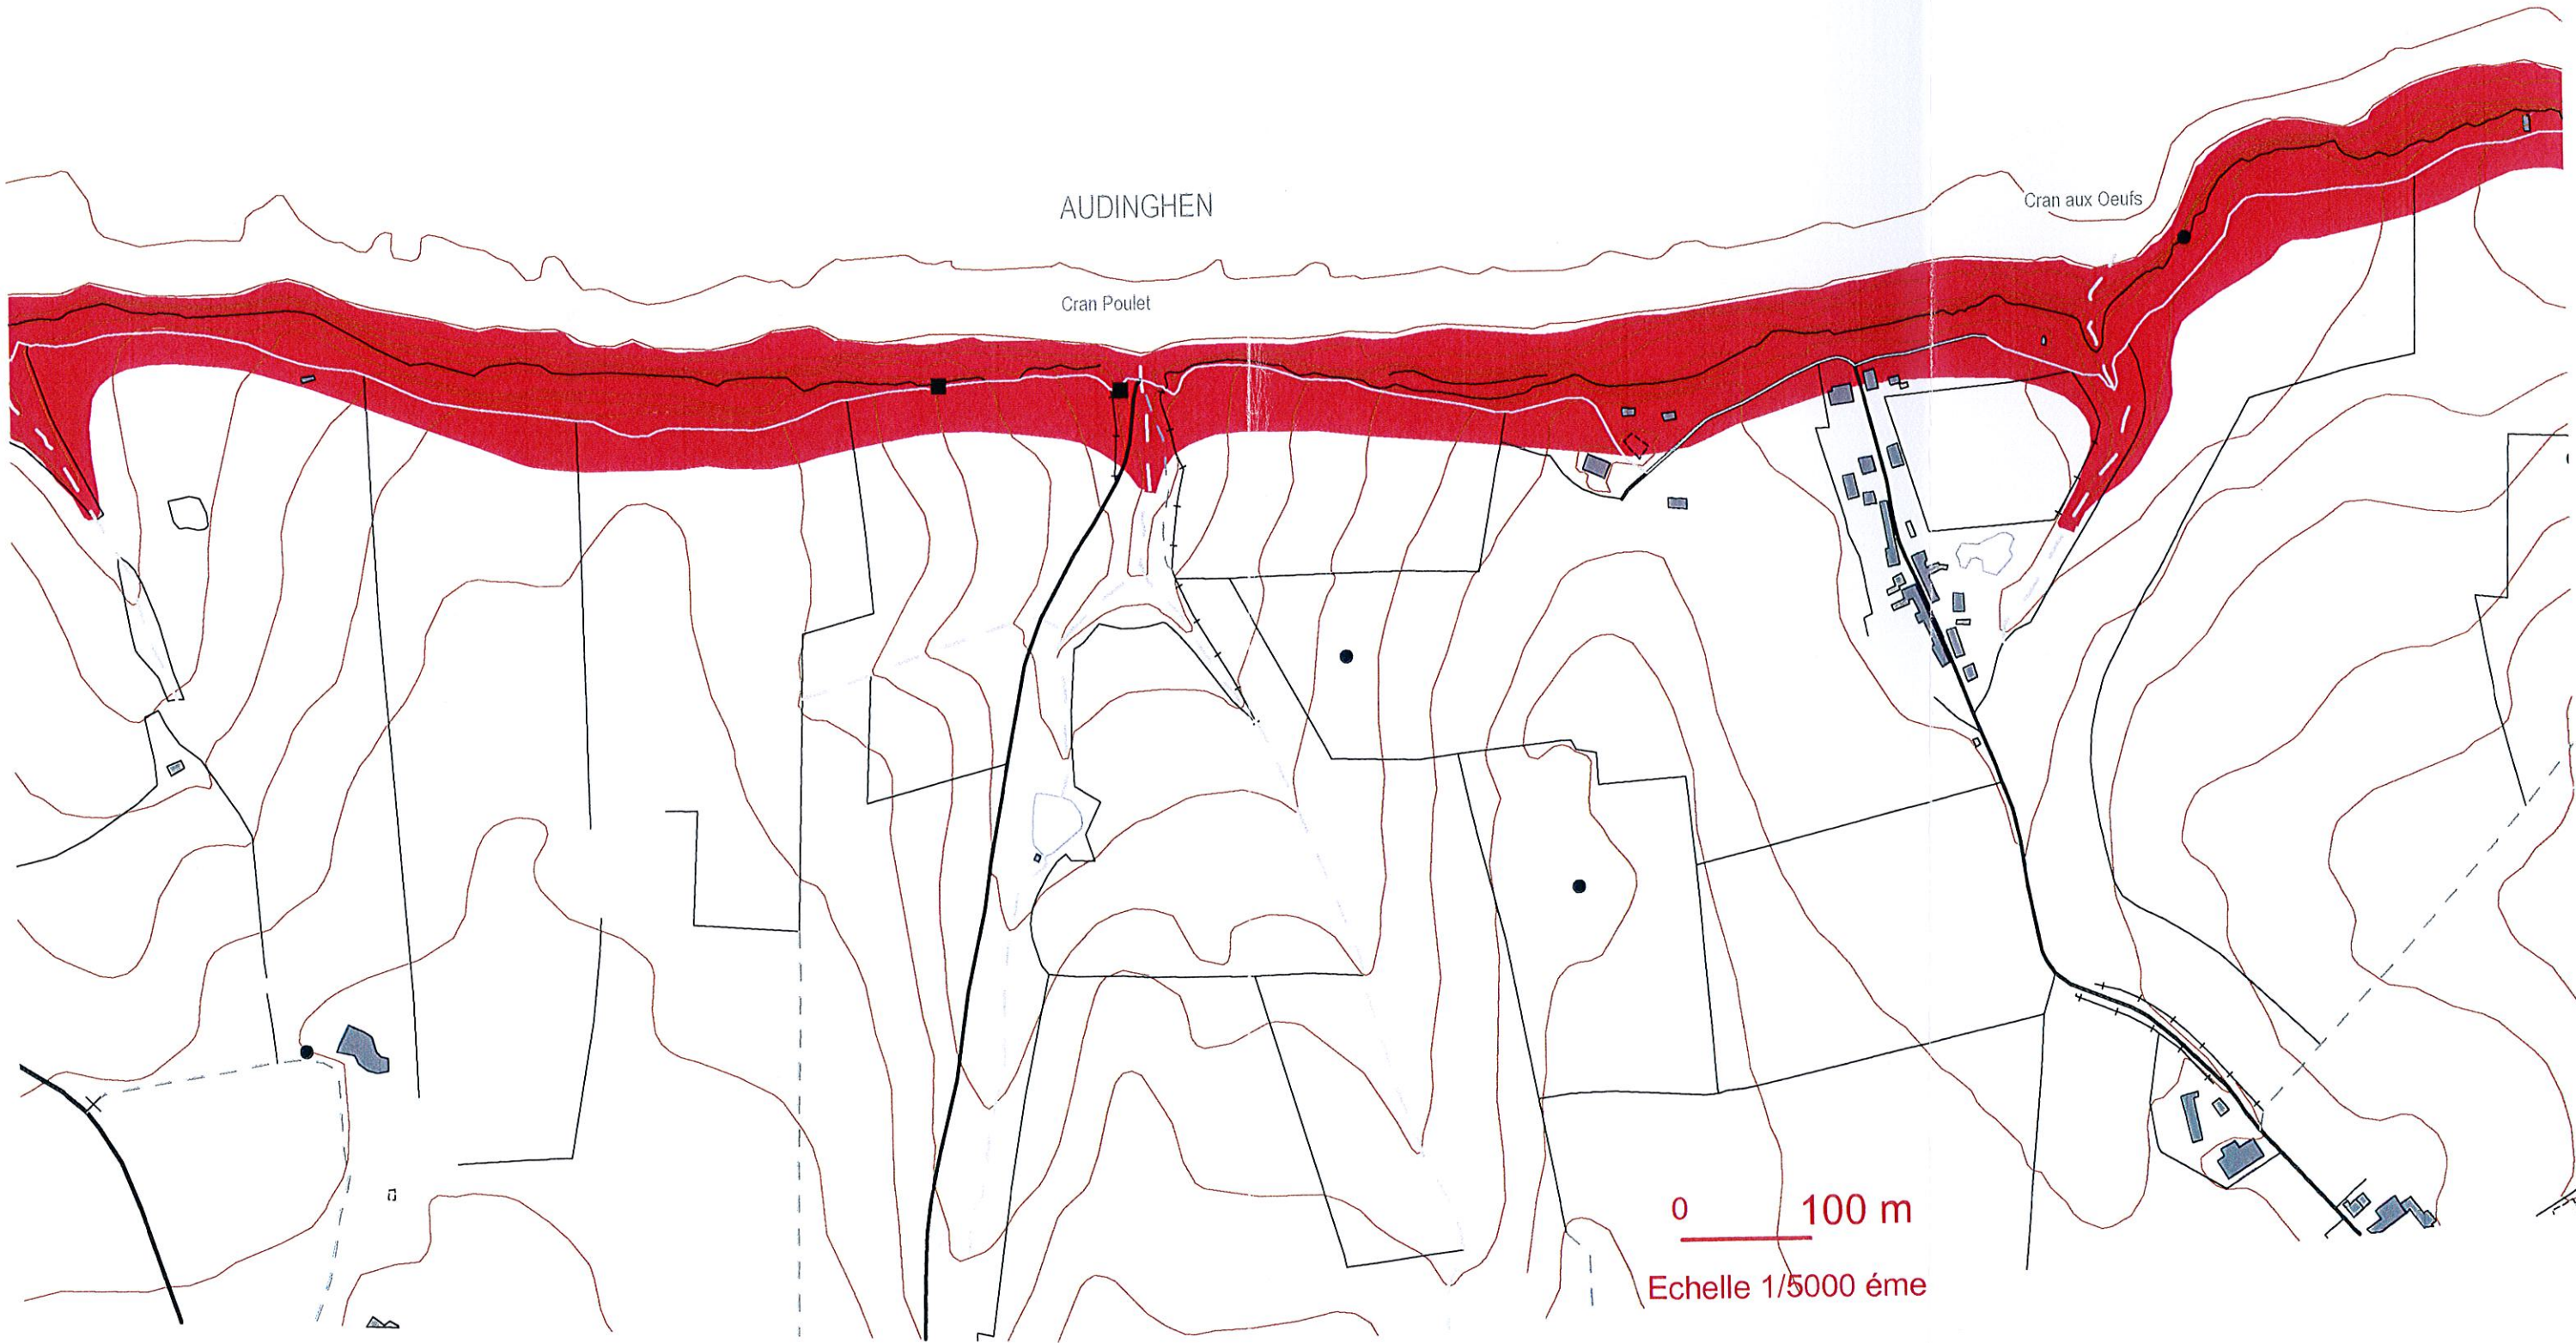 AUDINGHEN
Cran aux Oeufs
Cran Poulet
0 100 m
Echelle 1/5000 éme